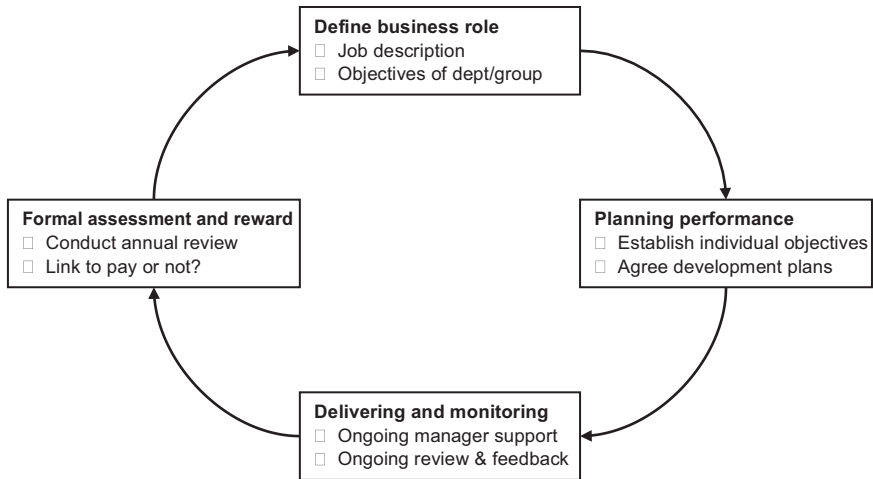 Define business role
□ Job description
□ Objectives of dept/group
Formal assessment and reward
□ Conduct annual review
□ Link to pay or not?
Planning performance
□ Establish individual objectives
□ Agree development plans
Delivering and monitoring
□ Ongoing manager support
□ Ongoing review & feedback